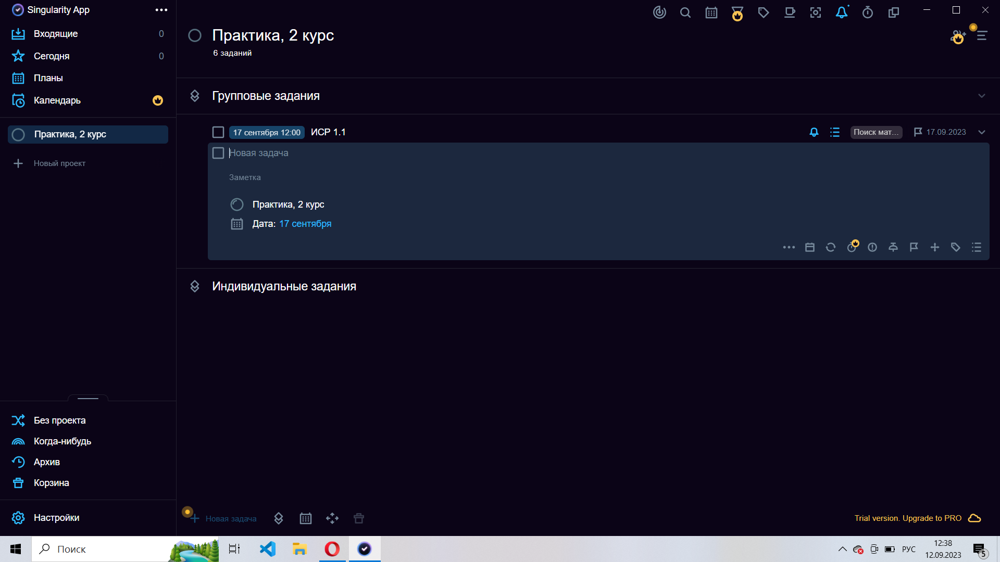 Singularity App
Входящие 0
Сегодня 0
Планы
Календарь
Практика, 2 курс
Новый проект
Без проекта
Когда-нибудь
Архив
Корзина
Настройки
Практика, 2 курс
6 заданий
Групповые задания
17 сентября 12:00 ИСР 1.1 Поиск мат... 17.09.2023
Новая задача
Заметка
Практика, 2 курс
Дата: 17 сентября
Индивидуальные задания
Новая задача
Trial version. Upgrade to PRO
Поиск
РУС
12:38
12.09.2023
5